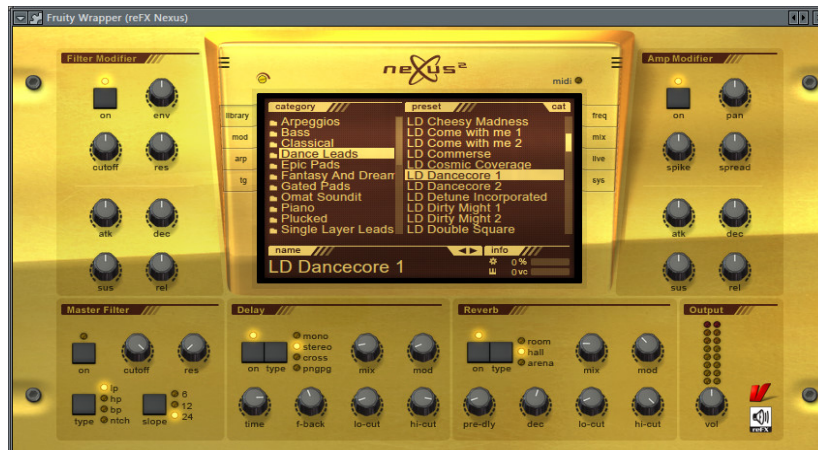 Fruity Wrapper (reFX Nexus)
Filter Modifier
on
env
cutoff
res
atk
dec
sus
rel
nexus²
midi
library
mod
arp
tg
category
Arpeggios
Bass
Classical
Dance Leads
Epic Pads
Fantasy And Dream
Gated Pads
Omat Soundit
Piano
Plucked
Single Layer Leads
preset
cat
LD Cheesy Madness
LD Come with me 1
LD Come with me 2
LD Commerse
LD Cosmic Coverage
LD Dancecore 1
LD Dancecore 2
LD Detune Incorporated
LD Dirty Might 1
LD Dirty Might 2
LD Double Square
name
LD Dancecore 1
info
0 %
0 vc
freq
mix
live
sys
Amp Modifier
on
pan
spike
spread
atk
dec
sus
rel
Master Filter
on
cutoff
res
type
lp
hp
bp
ntch
slope
6
12
24
Delay
on
type
mono
stereo
cross
pngpg
mix
mod
time
f-back
lo-cut
hi-cut
Reverb
on
type
room
hall
arena
mix
mod
pre-dly
dec
lo-cut
hi-cut
Output
vol
reFX